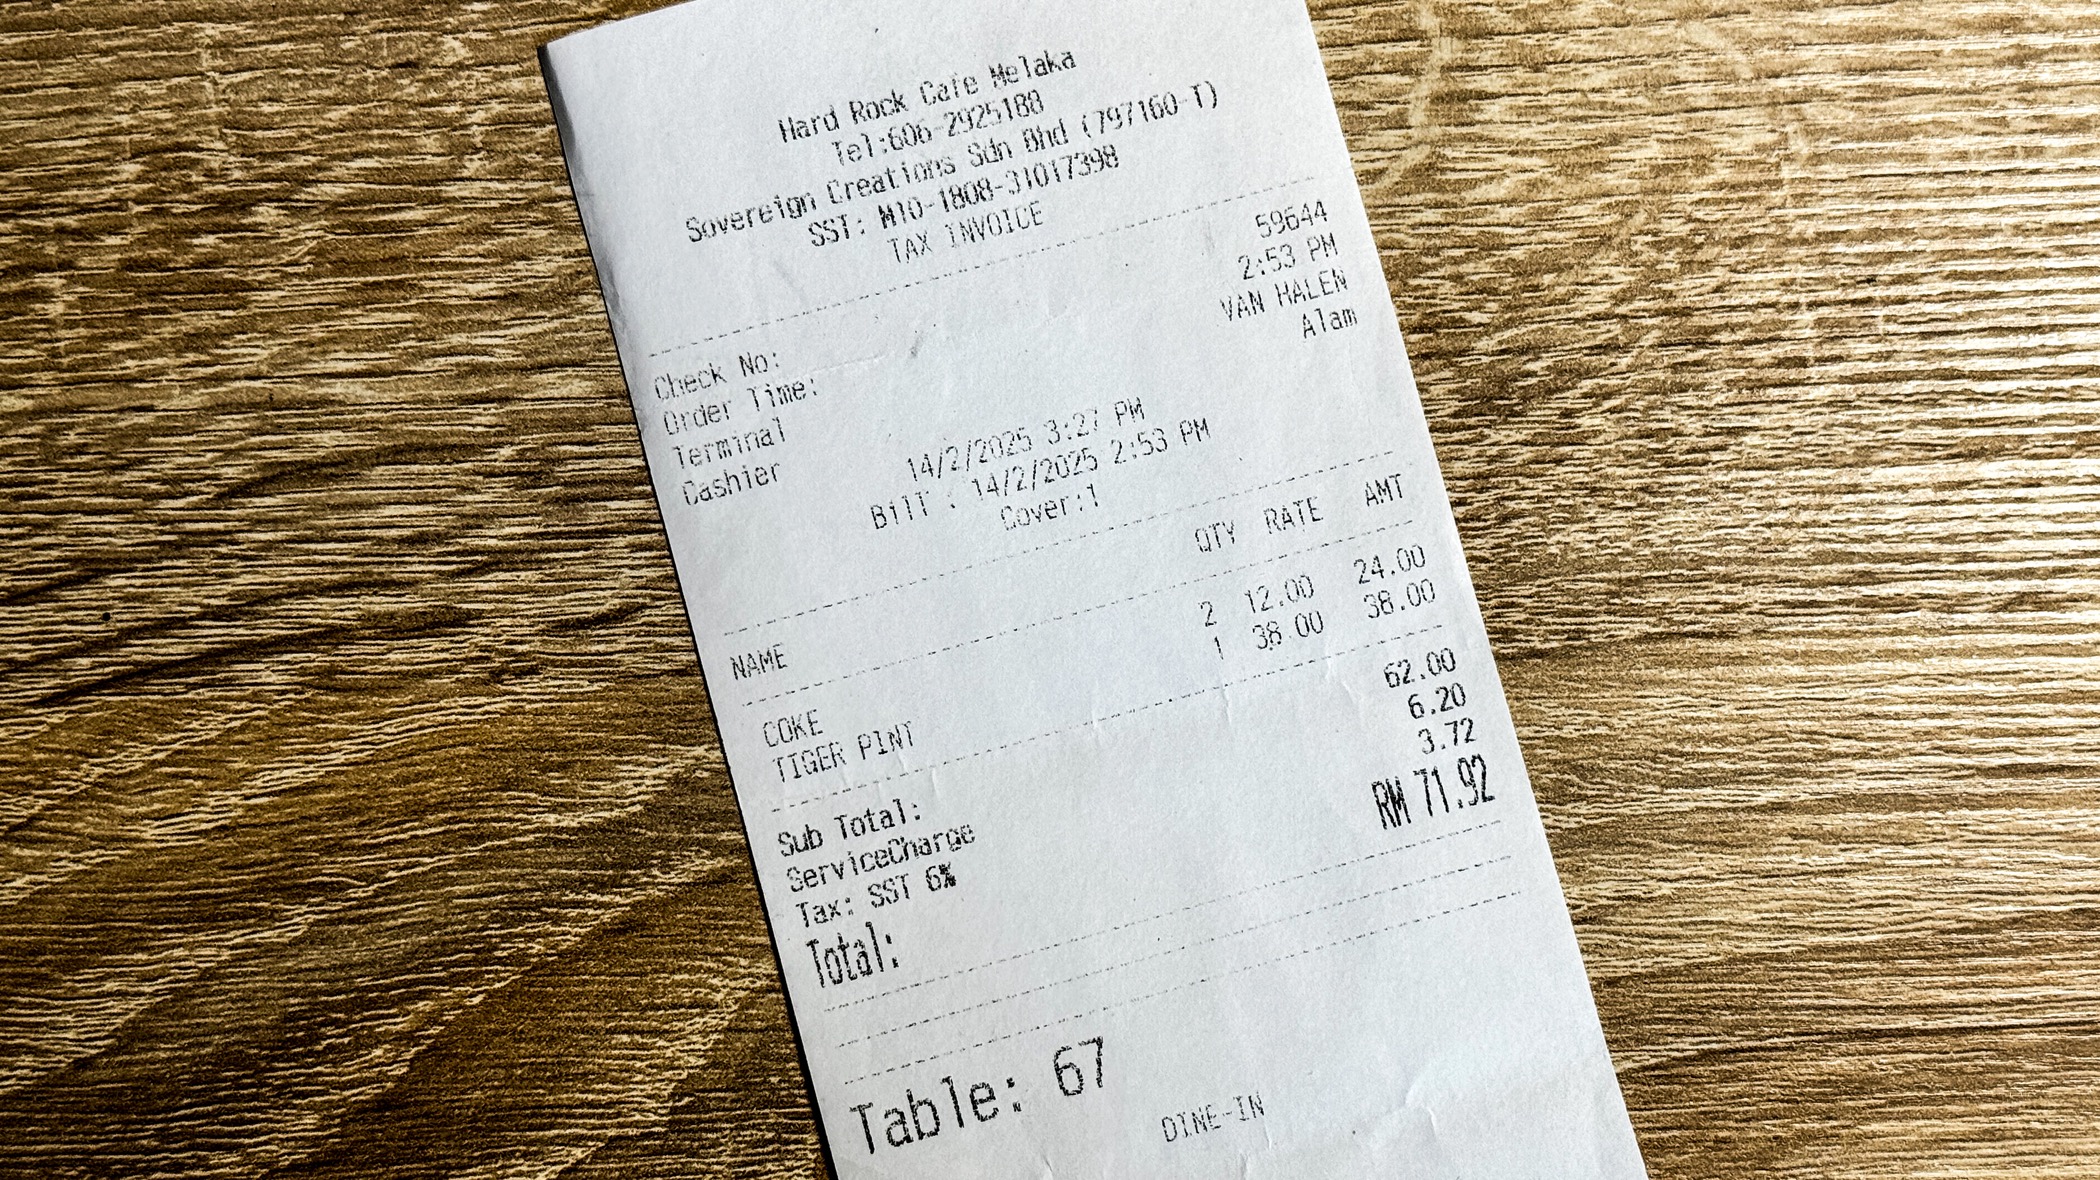 Hard Rock Cafe Melaka
Tel:606-2925188
Sovereign Creations Sdn Bhd (797160-T)
SST: M10-1808-31017398
TAX INVOICE
Check No: 59644
Order Time: 2:53 PM
Terminal VAN HALEN
Cashier Alam
14/2/2025 3:27 PM
BillT : 14/2/2025 2:53 PM
Cover:1
NAME QTY RATE AMT
COKE 2 12.00 24.00
TIGER PINT 1 38.00 38.00
Sub Total: 62.00
ServiceCharge 6.20
Tax: SST 6% 3.72
Total: RM 71.92
Table: 67
DINE-IN